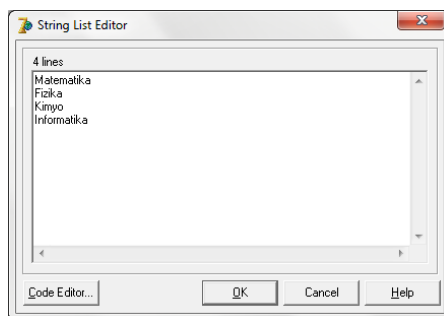 String List Editor
4 lines
Matematika
Fizika
Kimyo
Informatika
Code Editor...
OK
Cancel
Help